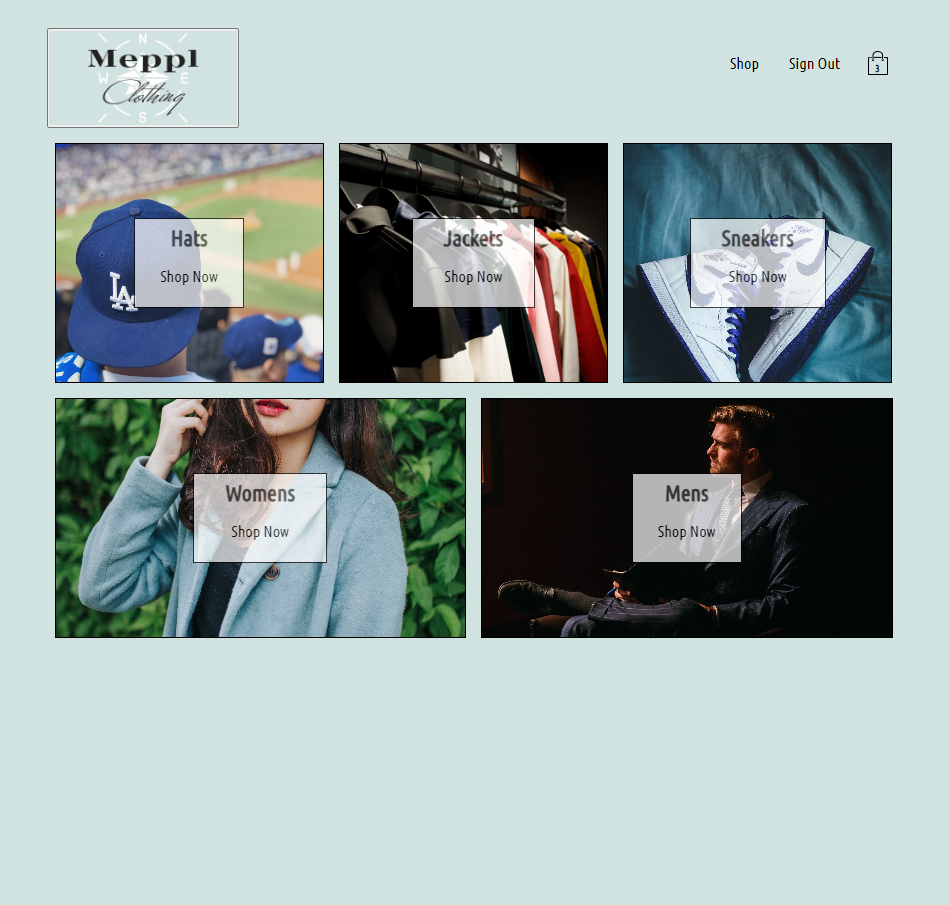 N
Meppl
W E
Clothing
S
Shop
Sign Out
3
Hats
Shop Now
LA
Jackets
Shop Now
Sneakers
Shop Now
Womens
Shop Now
Mens
Shop Now